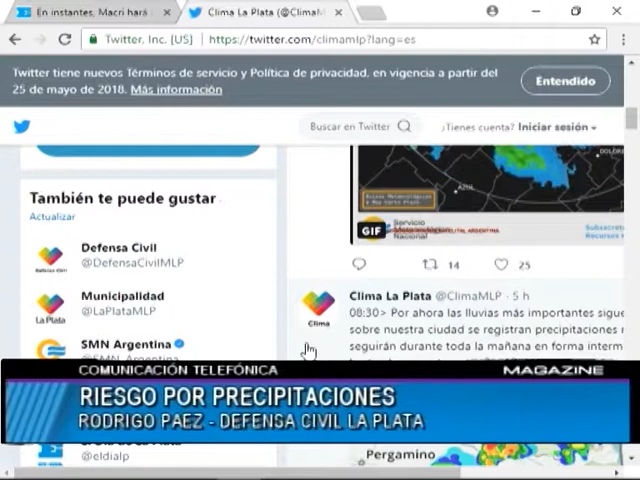 En instantes, Macri hará
Clima La Plata (@ClimaM
Twitter, Inc. [US]
https://twitter.com/climamlp?lang=es
Twitter tiene nuevos Términos de servicio y Política de privacidad, en vigencia a partir del
25 de mayo de 2018. Más información
Entendido
Buscar en Twitter
¿Tienes cuenta? Iniciar sesión
También te puede gustar
Actualizar
Defensa Civil
@DefensaCivilMLP
Municipalidad
@LaPlataMLP
La Plata
SMN Argentina
@SMN_Argentina
@eldialp
AZUL
GIF
Servicio
Nacional
14
25
Clima
Clima La Plata @ClimaMLP · 5 h
08:30> Por ahora las lluvias más importantes sigue
sobre nuestra ciudad se registran precipitaciones
seguirán durante toda la mañana en forma interm
Pergamino
COMUNICACIÓN TELEFÓNICA
MAGAZINE
RIESGO POR PRECIPITACIONES
RODRIGO PAEZ - DEFENSA CIVIL LA PLATA